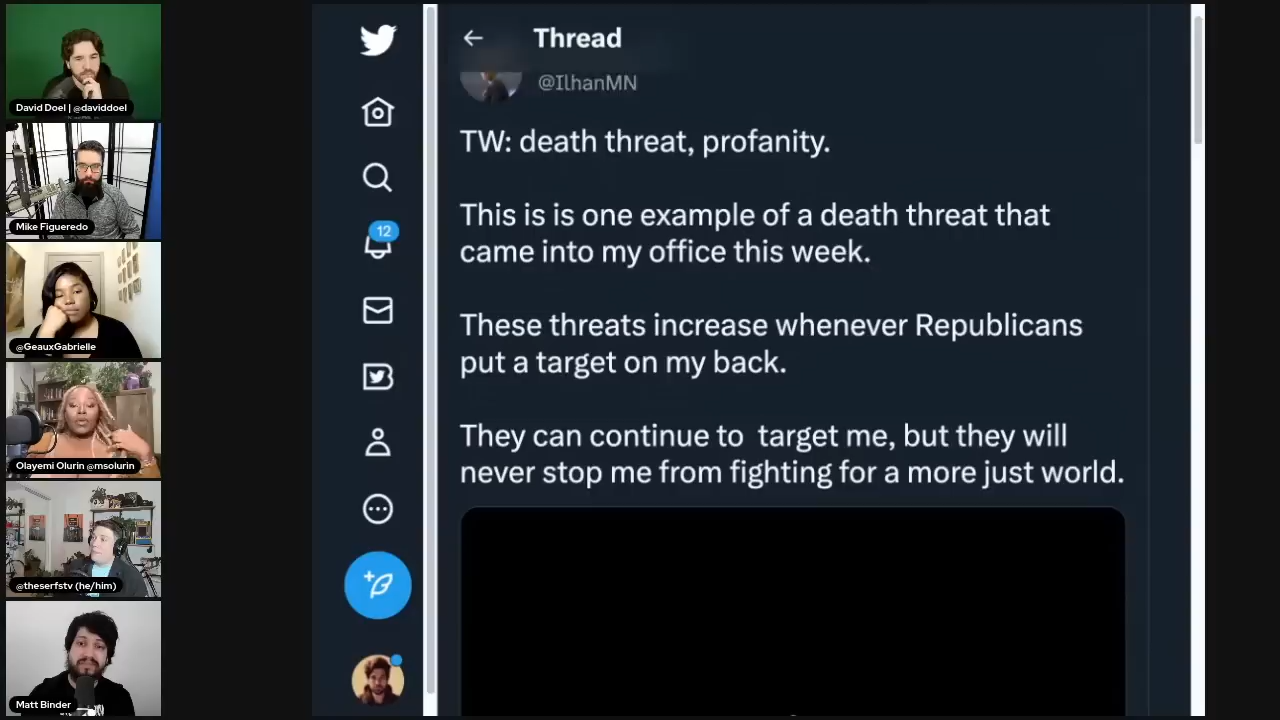 David Doel | @daviddoel
Mike Figueredo
@GeauxGabrielle
Olayemi Olurin @msolurin
@theserfstv (he/him)
Matt Binder
Thread
@IlhanMN
TW: death threat, profanity.
This is is one example of a death threat that
came into my office this week.
These threats increase whenever Republicans
put a target on my back.
They can continue to  target me, but they will
never stop me from fighting for a more just world.
12